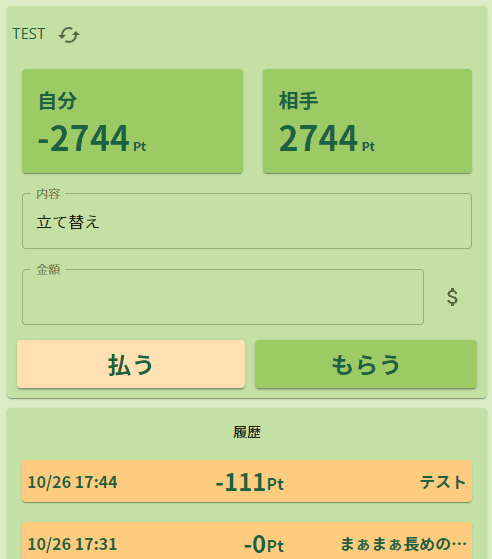 TEST
自分 相手
-2744 Pt 2744 Pt
内容
立て替え
金額
$
払う もらう
履歴
10/26 17:44 -111Pt テスト
10/26 17:31 -0Pt まぁまぁ長めの…